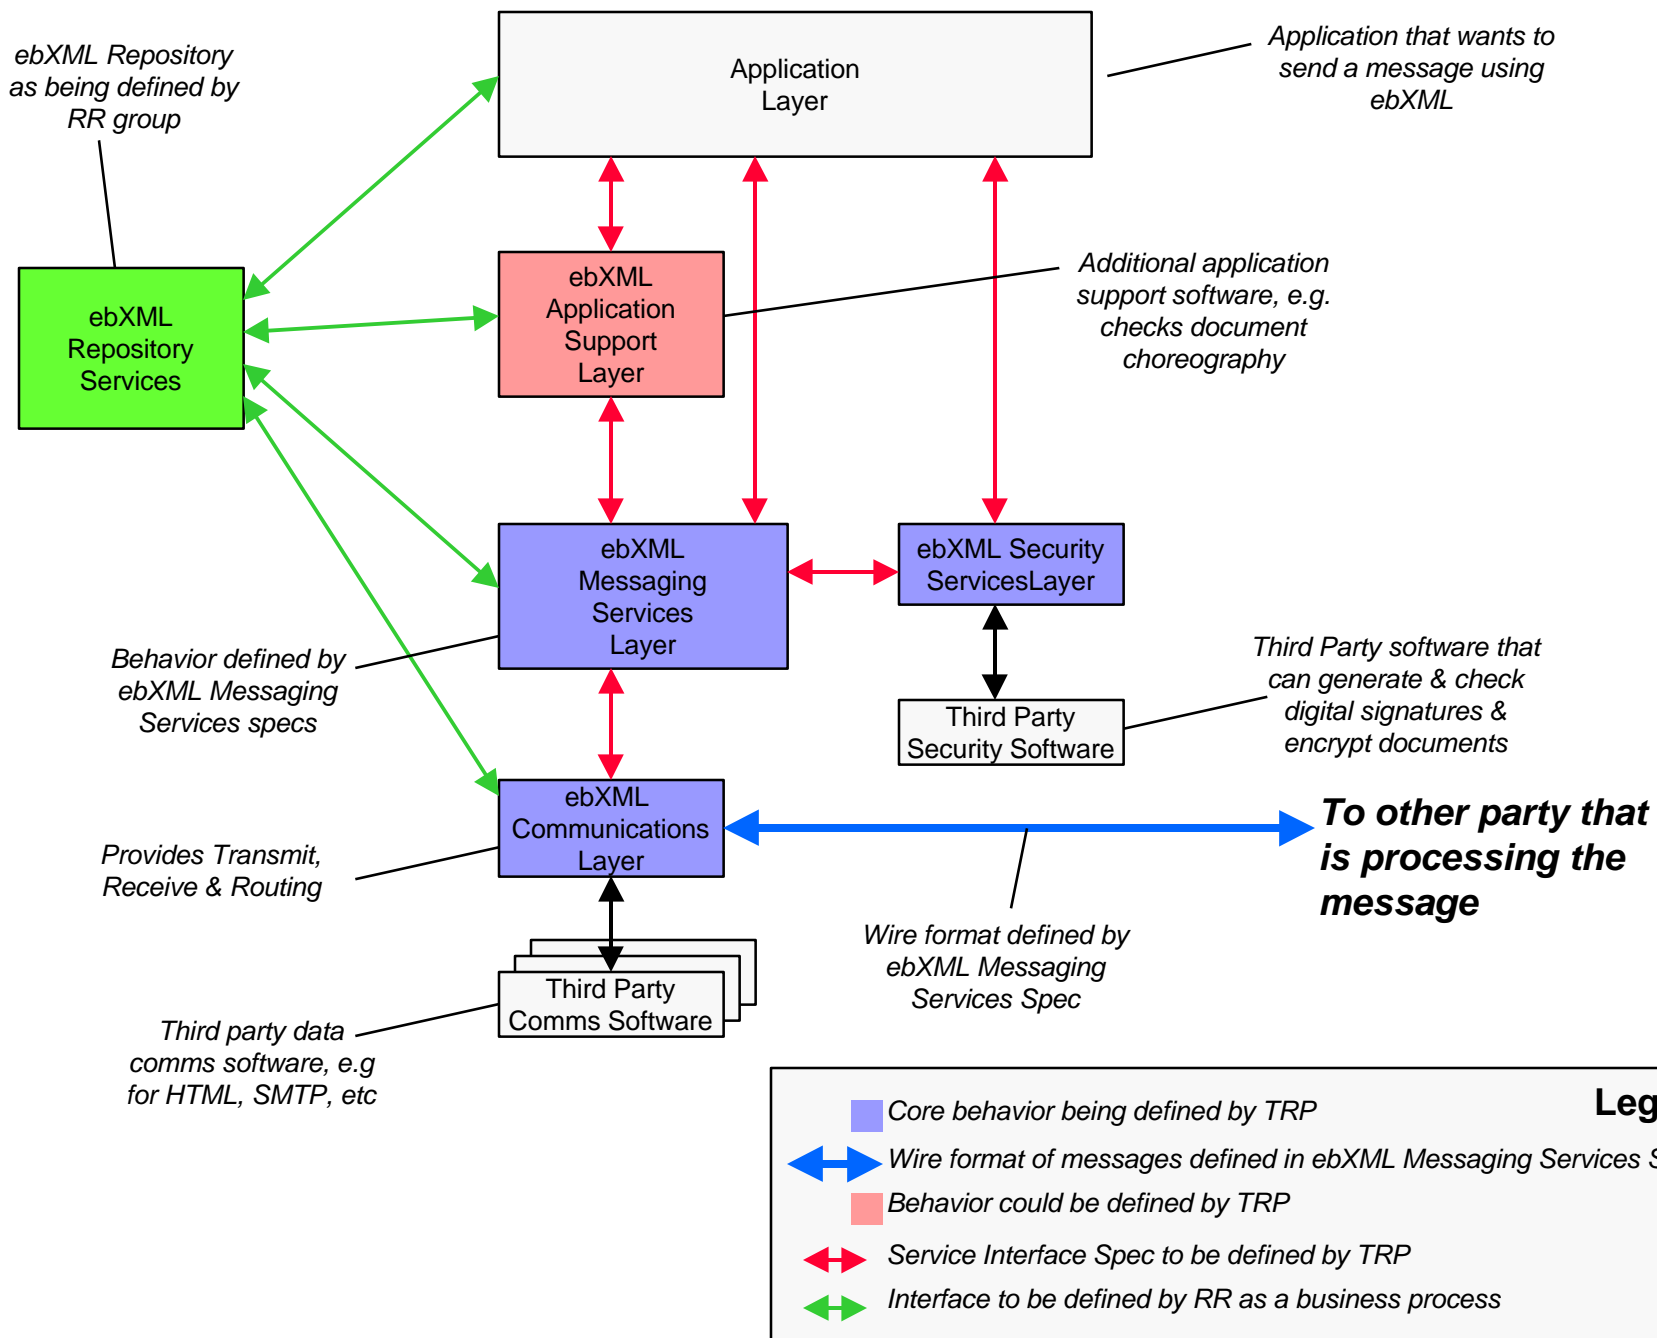 ebXML Repository
as being defined by
RR group
Application
Layer
Application that wants to
send a message using
ebXML
ebXML
Repository
Services
ebXML
Application
Support
Layer
Additional application
support software, e.g.
checks document
choreography
ebXML
Messaging
Services
Layer
ebXML Security
ServicesLayer
Behavior defined by
ebXML Messaging
Services specs
Third Party
Security Software
Third Party software that
can generate & check
digital signatures &
encrypt documents
ebXML
Communications
Layer
To other party that
is processing the
message
Provides Transmit,
Receive & Routing
Wire format defined by
ebXML Messaging
Services Spec
Third Party
Comms Software
Third party data
comms software, e.g
for HTML, SMTP, etc
Leg
Core behavior being defined by TRP
Wire format of messages defined in ebXML Messaging Services S
Behavior could be defined by TRP
Service Interface Spec to be defined by TRP
Interface to be defined by RR as a business process